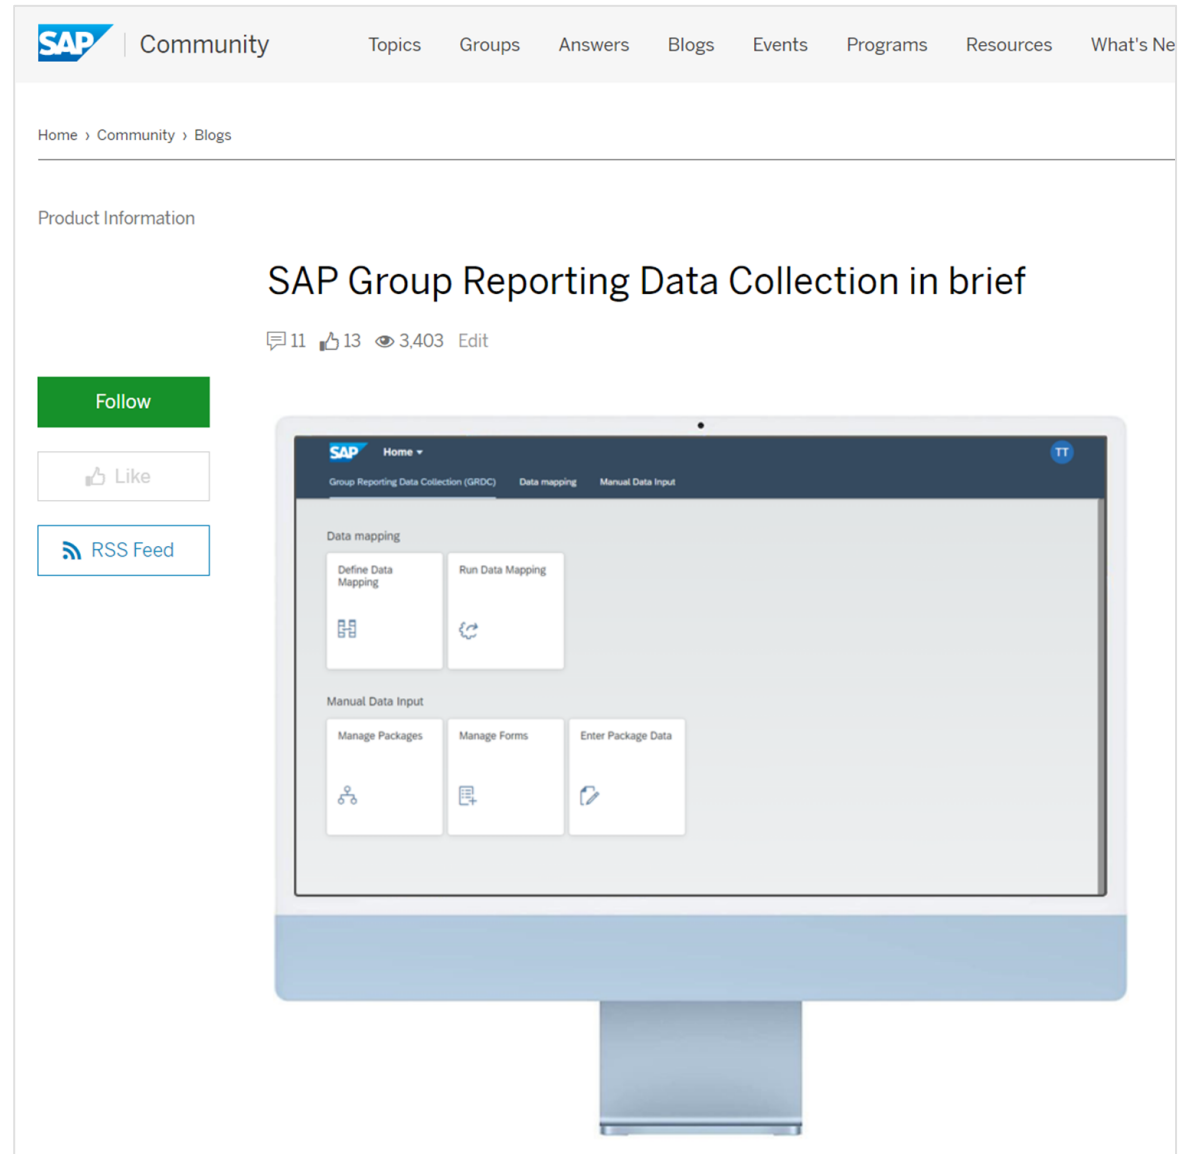 SAP Community Topics Groups Answers Blogs Events Programs Resources What's Ne
Home › Community › Blogs
Product Information
SAP Group Reporting Data Collection in brief
11 13 3,403 Edit
Follow
Like
RSS Feed
SAP Home TT
Group Reporting Data Collection (GRDC) Data mapping Manual Data Input
Data mapping
Define Data Mapping
Run Data Mapping
Manual Data Input
Manage Packages
Manage Forms
Enter Package Data